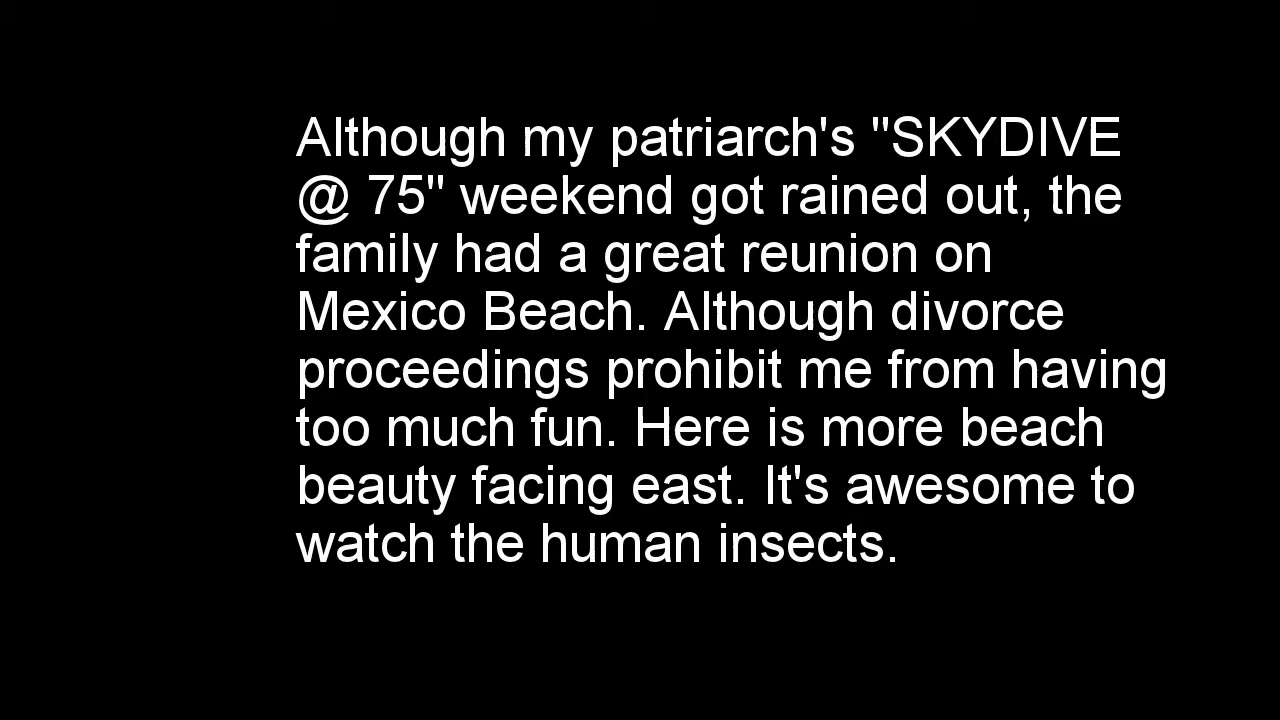 Although my patriarch's "SKYDIVE
@ 75" weekend got rained out, the
family had a great reunion on
Mexico Beach. Although divorce
proceedings prohibit me from having
too much fun. Here is more beach
beauty facing east. It's awesome to
watch the human insects.